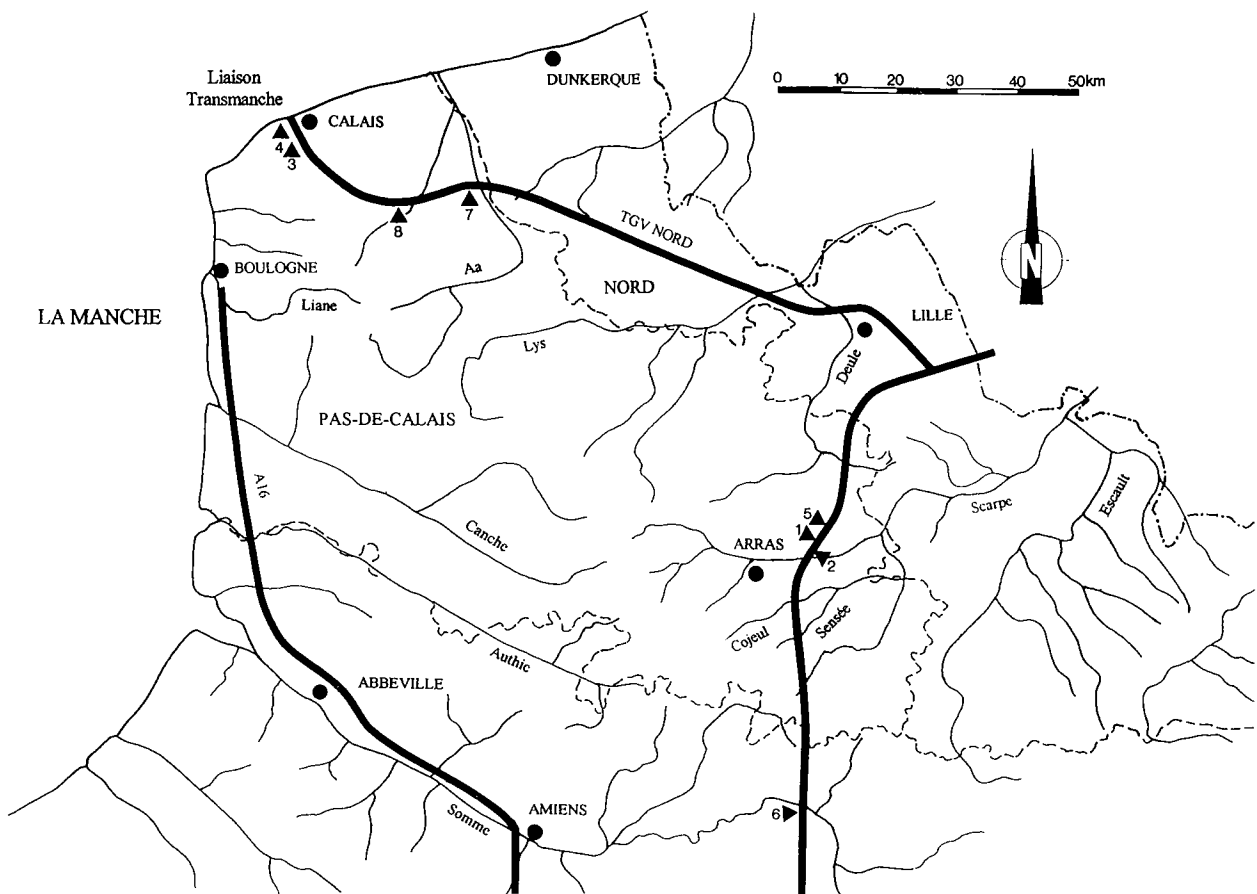 DUNKERQUE
0 10 20 30 40 50km
Liaison
Transmanche
CALAIS
4
3
7
8
TGV NORD
N
Aa
BOULOGNE
NORD
Liane
LA MANCHE
LILLE
Lys
Deule
PAS-DE-CALAIS
A16
Escault
Scarpe
5
1
Canche
ARRAS
2
Cojeul
Sensée
Authie
ABBEVILLE
Somme
AMIENS
6